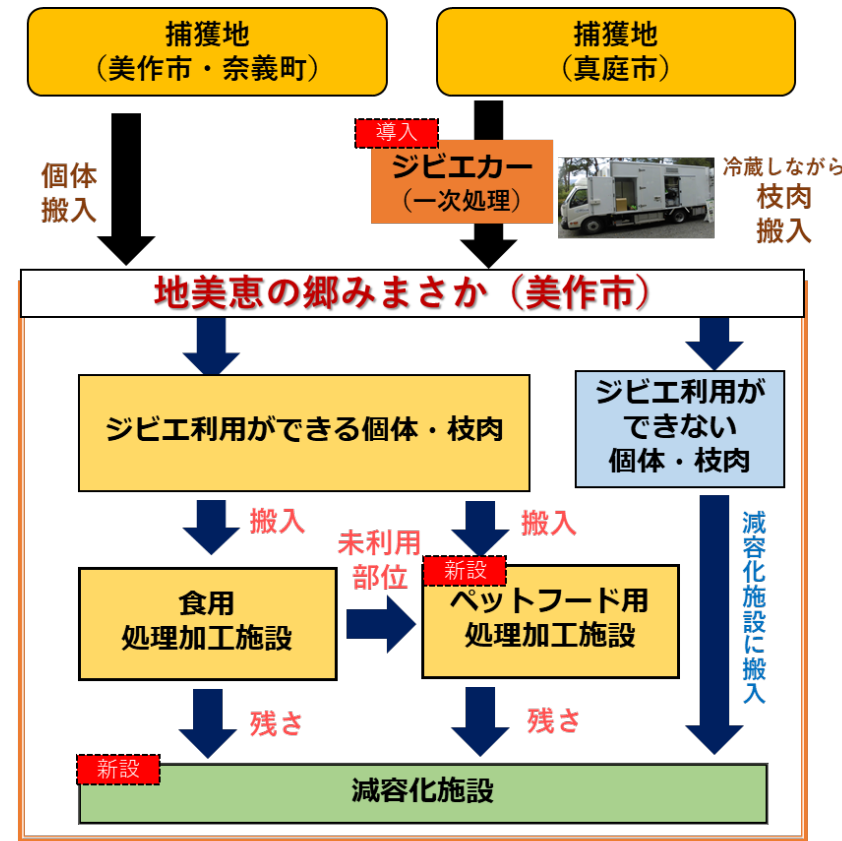 捕獲地
（美作市・奈義町）
捕獲地
（真庭市）
導入
ジビエカー
（一次処理）
個体
搬入
冷蔵しながら
枝肉
搬入
地美恵の郷みまさか（美作市）
ジビエ利用ができる個体・枝肉
ジビエ利用が
できない
個体・枝肉
搬入
搬入
未利用
部位
減容化施設に搬入
新設
食用
処理加工施設
ペットフード用
処理加工施設
残さ
残さ
新設
減容化施設